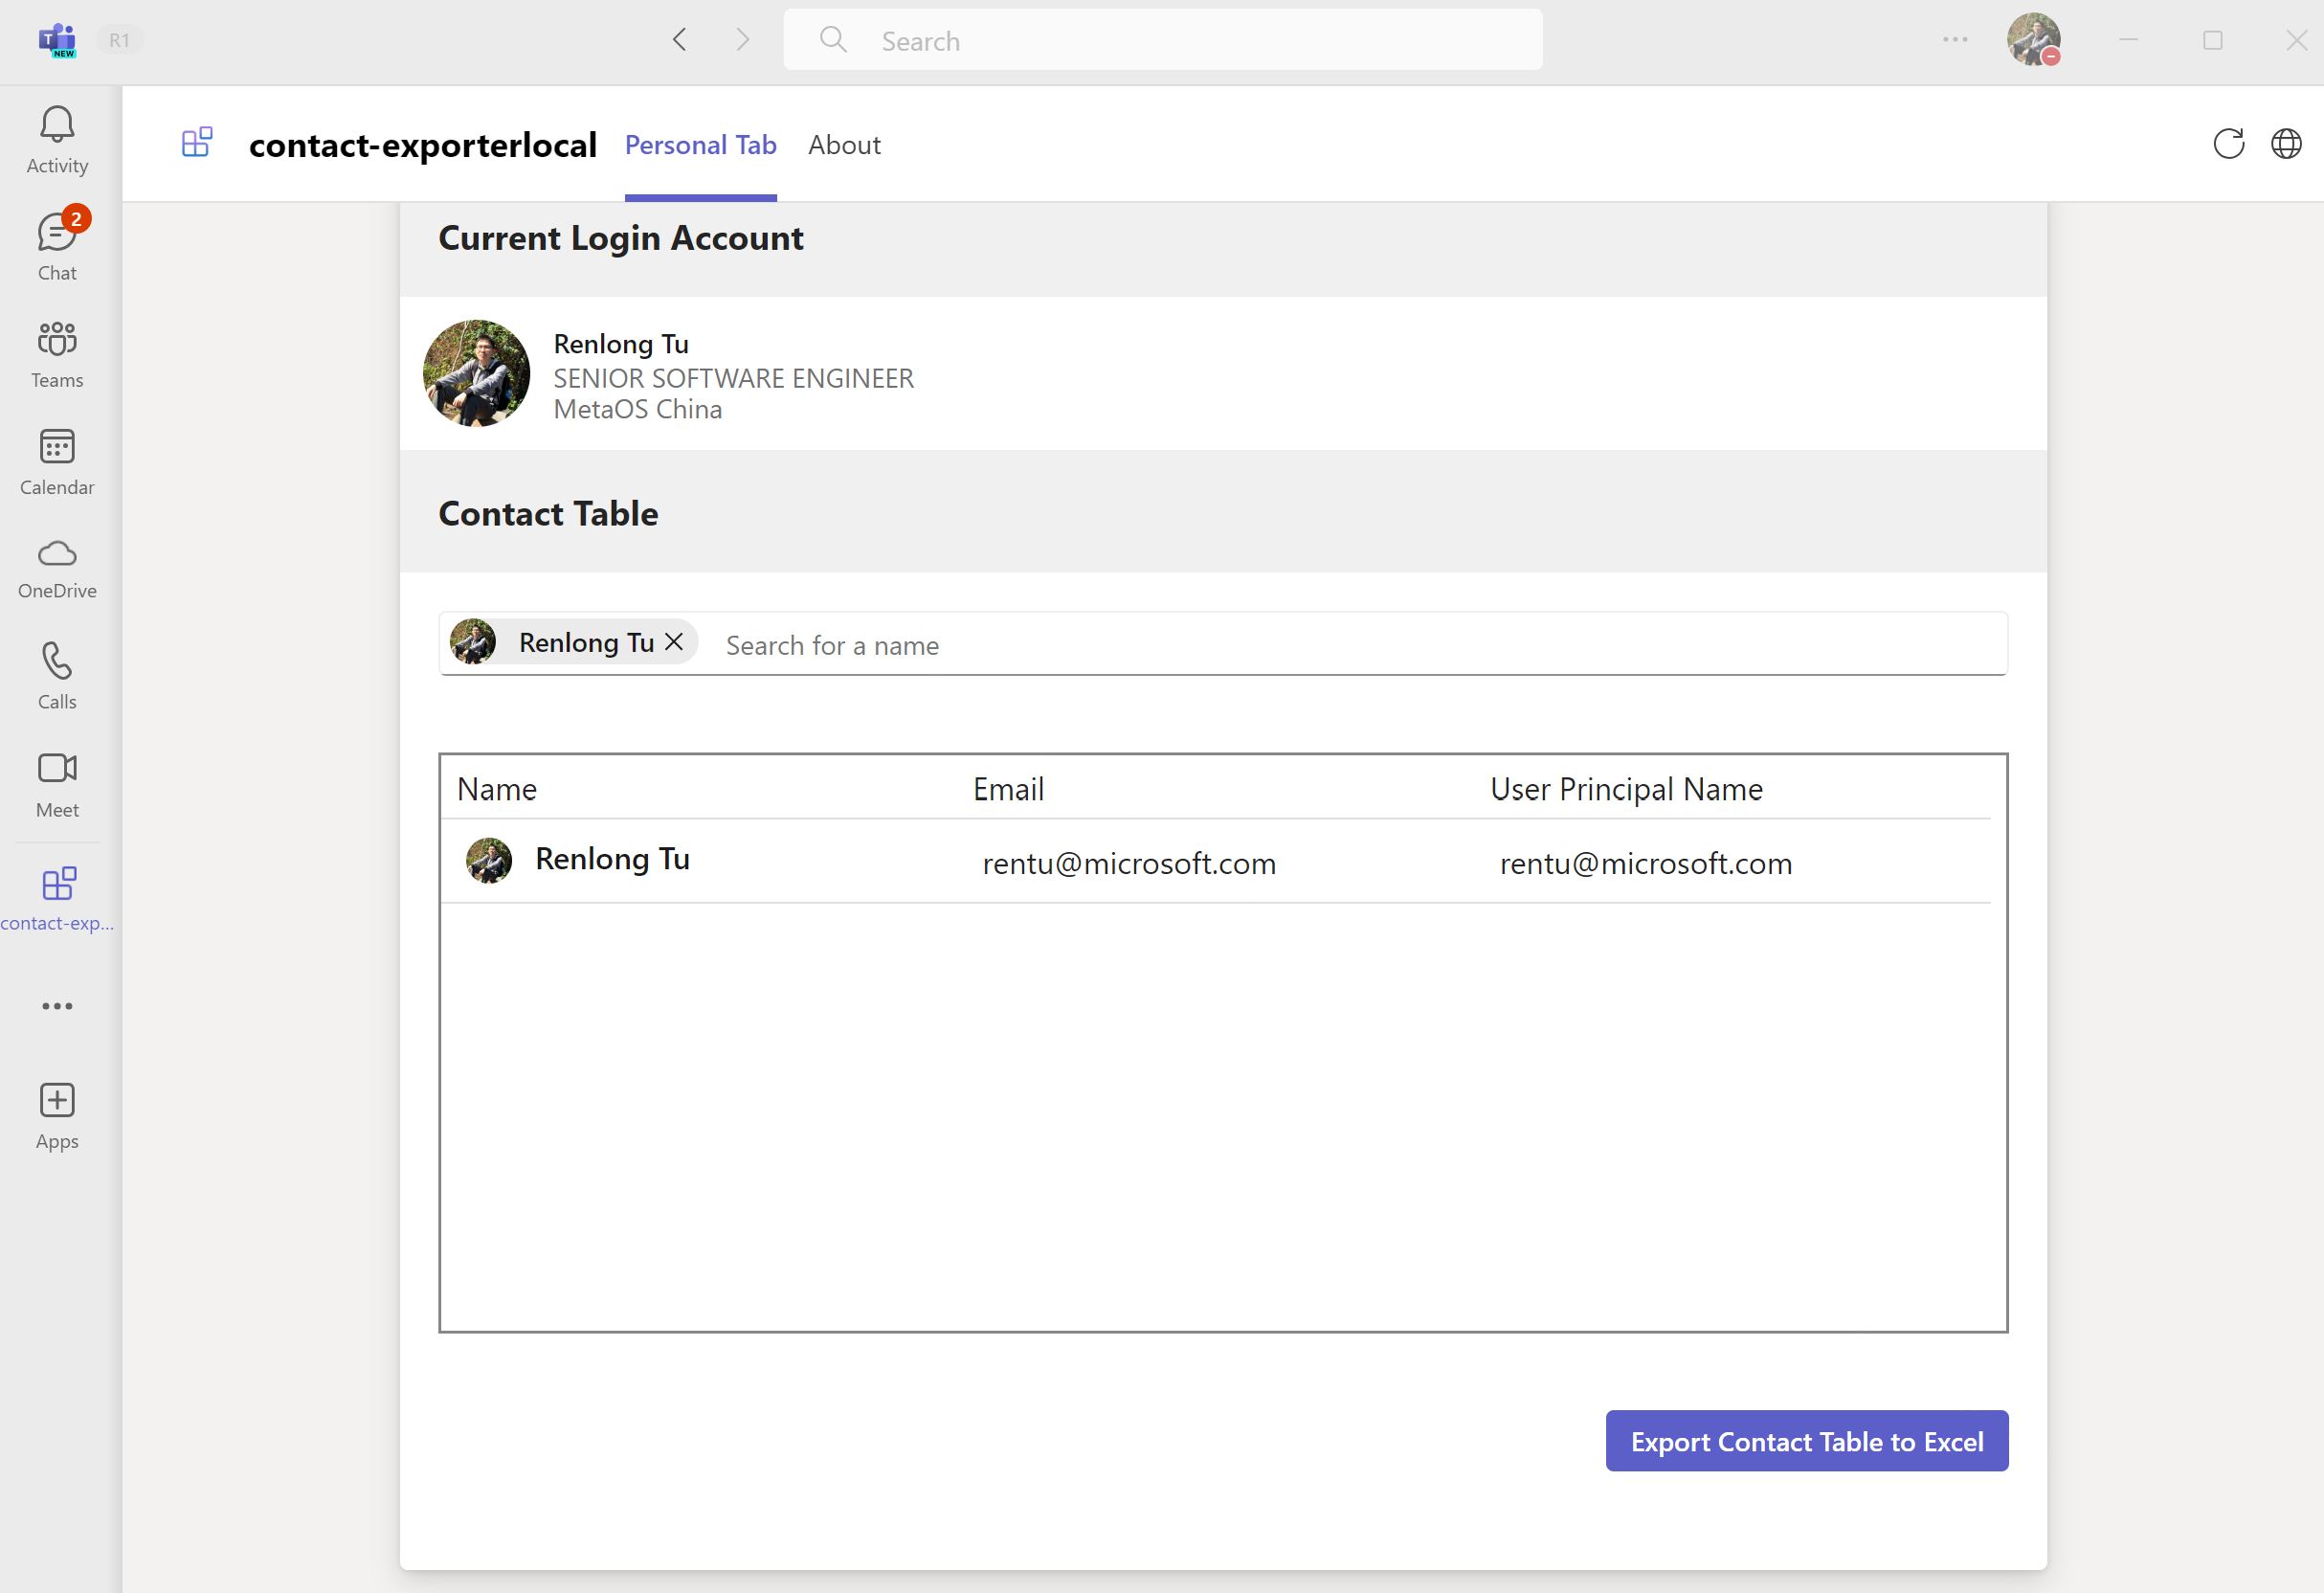 T
NEW
R1
Search
Activity
2
Chat
Teams
Calendar
OneDrive
Calls
Meet
contact-exp...
Apps
contact-exporterlocal
Personal Tab
About
Current Login Account
Renlong Tu
SENIOR SOFTWARE ENGINEER
MetaOS China
Contact Table
Renlong Tu
Search for a name
Name Email User Principal Name
Renlong Tu rentu@microsoft.com rentu@microsoft.com
Export Contact Table to Excel